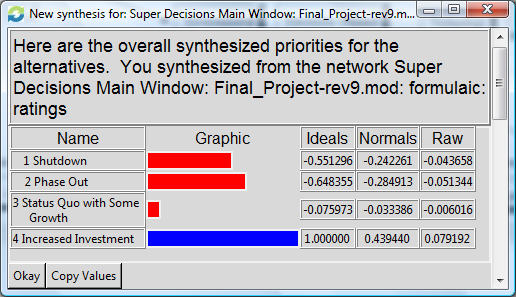 New synthesis for: Super Decisions Main Window: Final_Project-rev9.m...
Here are the overall synthesized priorities for the
alternatives.  You synthesized from the network Super
Decisions Main Window: Final_Project-rev9.mod: formulaic:
ratings
Name Graphic Ideals Normals Raw
1 Shutdown -0.551296 -0.242261 -0.043658
2 Phase Out -0.648355 -0.284913 -0.051344
3 Status Quo with Some
Growth -0.075973 -0.033386 -0.006016
4 Increased Investment 1.000000 0.439440 0.079192
Okay Copy Values